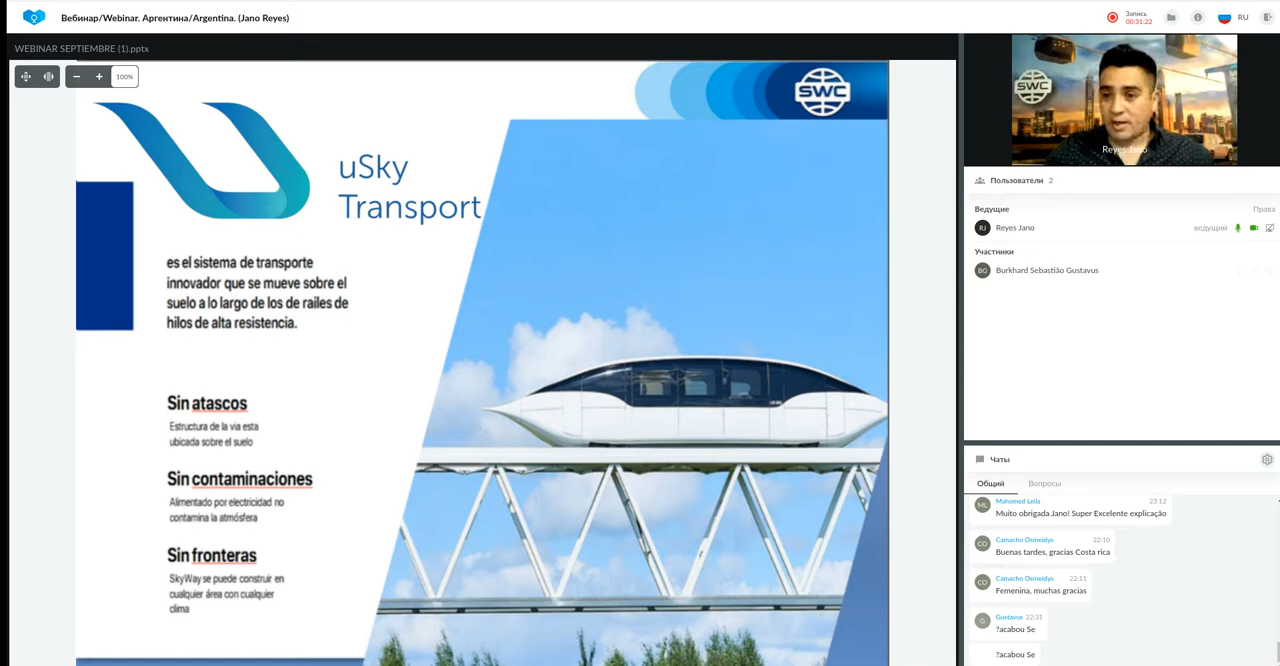 Вебинар/Webinar. Аргентина/Argentina. (Jano Reyes)
Запись
00:31:22
RU
WEBINAR SEPTIEMBRE (1).pptx
100%
SWC
uSky
Transport
es el sistema de transporte
innovador que se mueve sobre el
suelo a lo largo de los de railes de
hilos de alta resistencia.
Sin atascos
Estructura de la via esta
ubicada sobre el suelo
Sin contaminaciones
Alimentado por electricidad no
contamina la atmósfera
Sin fronteras
SkyWay se puede construir en
cualquier área con cualquier
clima
SWC
Reyes Jano
Пользователи 2
Ведущие Права
RJ Reyes Jano ведущий
Участники
BG Burkhard Sebastião Gustavus
Чаты
Общий Вопросы
ML Mahomed Leila 23:12
Muito obrigada Jano! Super Excelente explicação
CO Camacho Osmeidys 22:10
Buenas tardes, gracias Costa rica
CO Camacho Osmeidys 22:11
Femenina, muchas gracias
G Gustavus 22:31
?acabou Se
?acabou Se